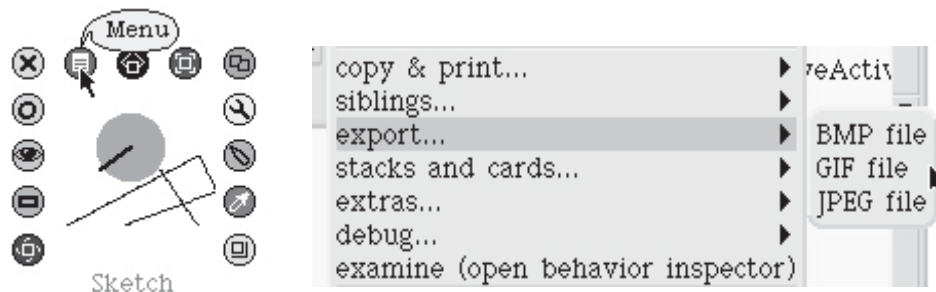 Menu
Sketch
copy & print...
siblings...
export...
stacks and cards...
extras...
debug...
examine (open behavior inspector)
BMP file
GIF file
JPEG file